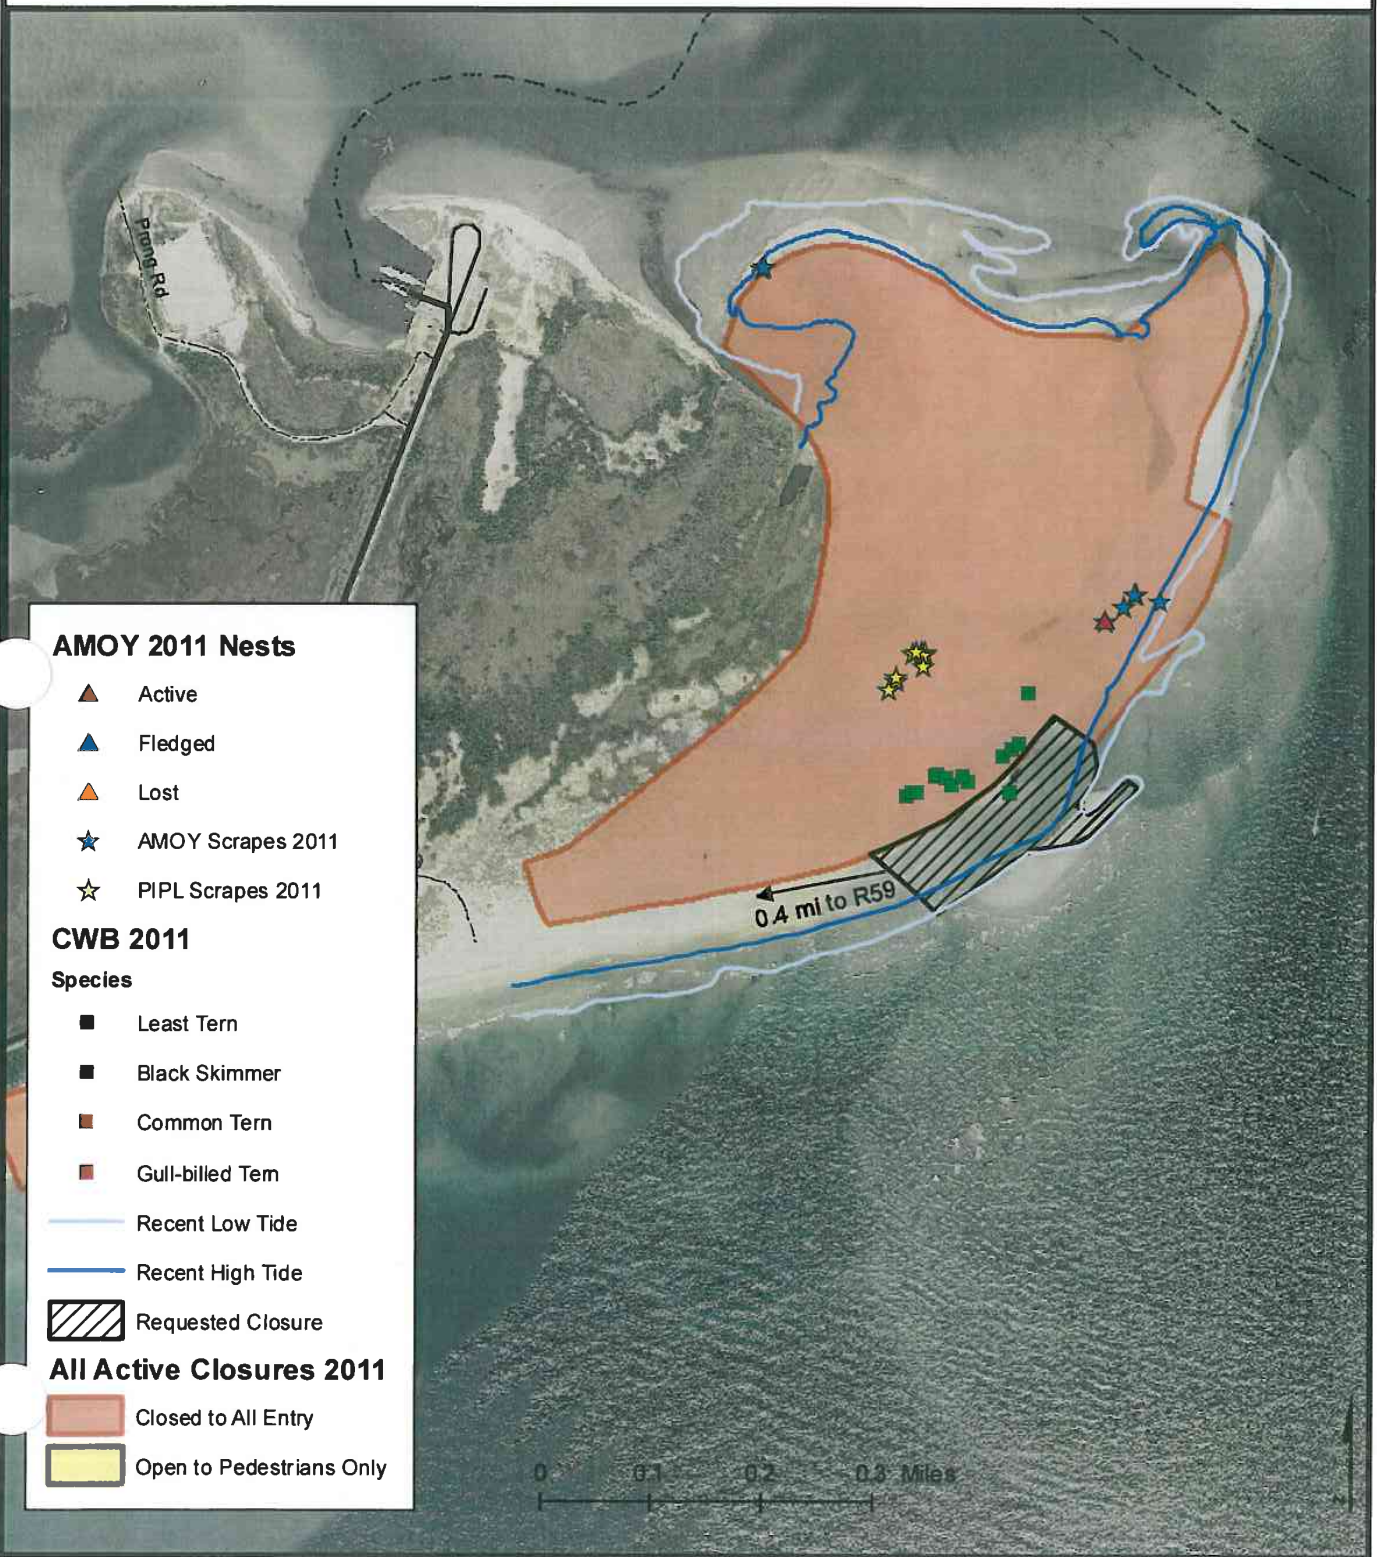 Prong Rd
0.4 mi to R59
AMOY 2011 Nests
Active
Fledged
Lost
AMOY Scrapes 2011
PIPL Scrapes 2011
CWB 2011
Species
Least Tern
Black Skimmer
Common Tern
Gull-billed Tern
Recent Low Tide
Recent High Tide
Requested Closure
All Active Closures 2011
Closed to All Entry
Open to Pedestrians Only
0 0.1 0.2 0.3 Miles